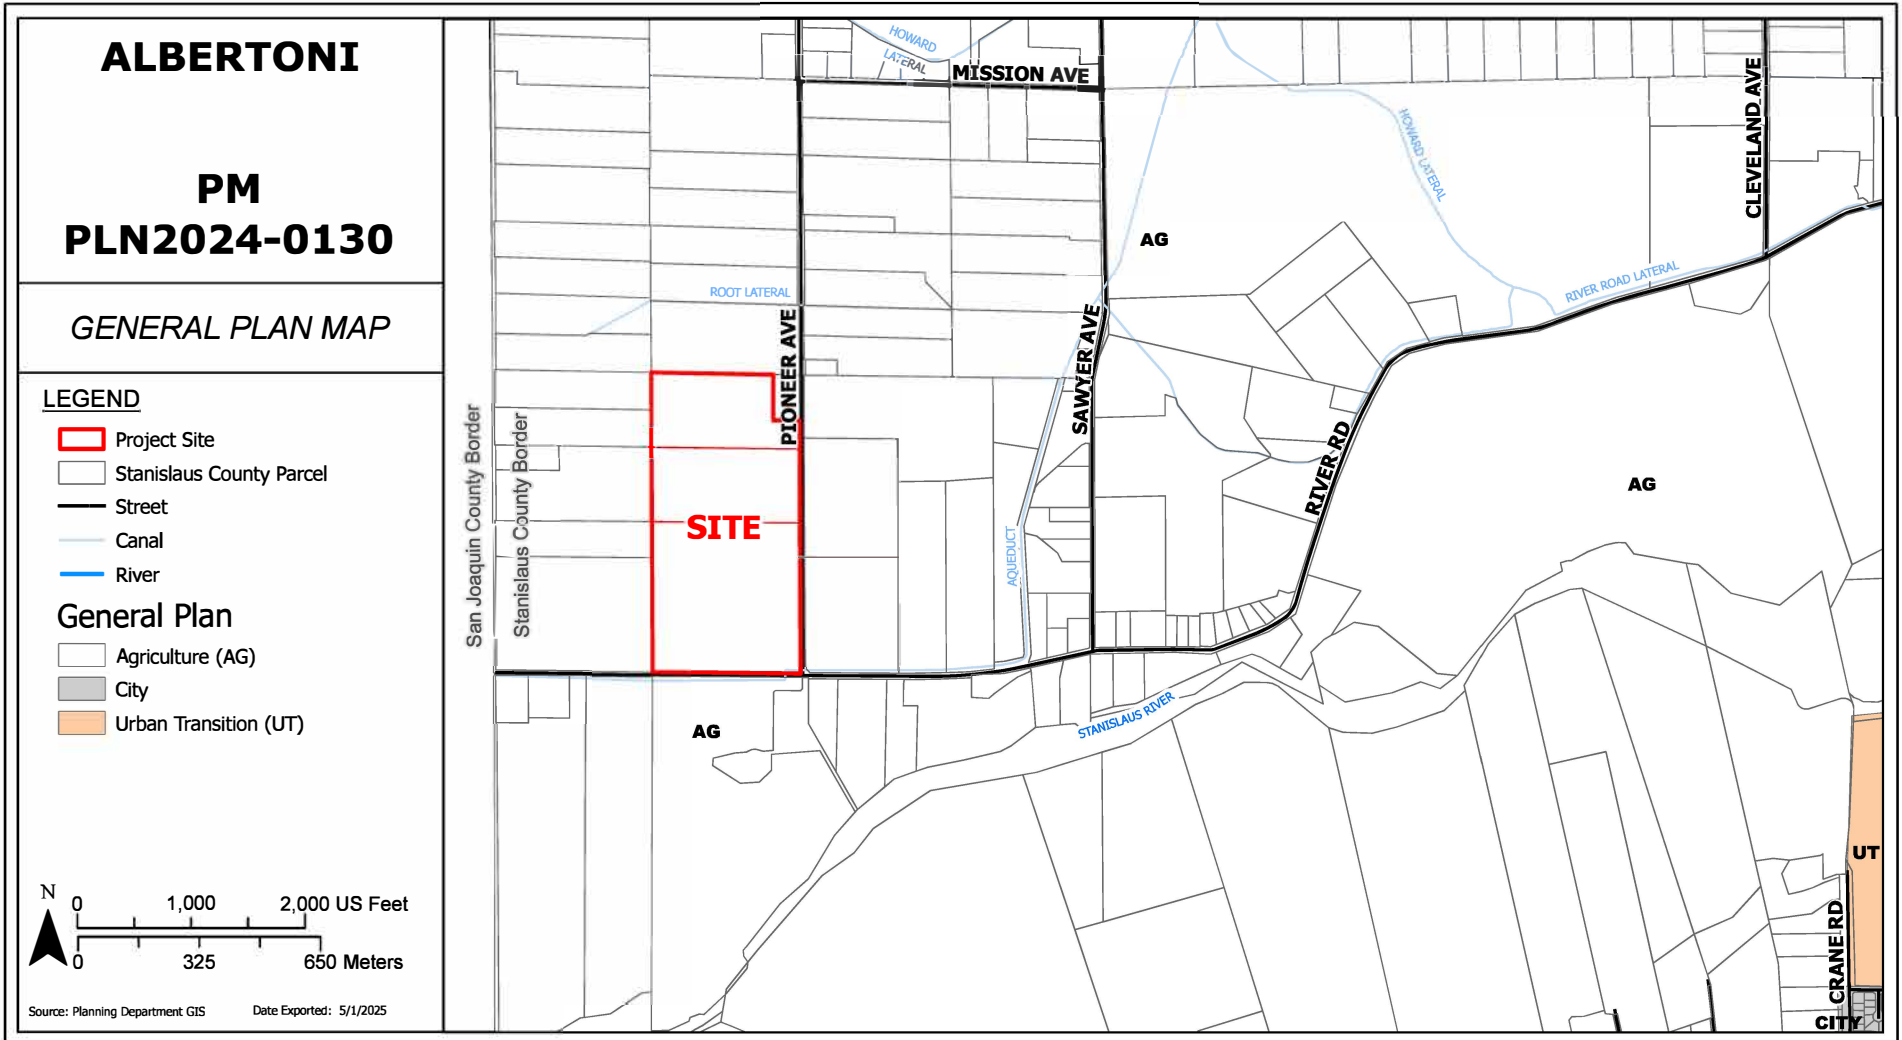 ALBERTONI
PM
PLN2024-0130
GENERAL PLAN MAP
LEGEND
Project Site
Stanislaus County Parcel
Street
Canal
River
General Plan
Agriculture (AG)
City
Urban Transition (UT)
N
0 1,000 2,000 US Feet
0 325 650 Meters
Source: Planning Department GIS Date Exported: 5/1/2025
San Joaquin County Border
Stanislaus County Border
HOWARD
LATERAL
MISSION AVE
ROOT LATERAL
PIONEER AVE
SITE
AG
AQUEDUCT
SAWYER AVE
AG
HOWARD LATERAL
CLEVELAND AVE
RIVER ROAD LATERAL
RIVER RD
AG
STANISLAUS RIVER
UT
CRANE RD
CITY